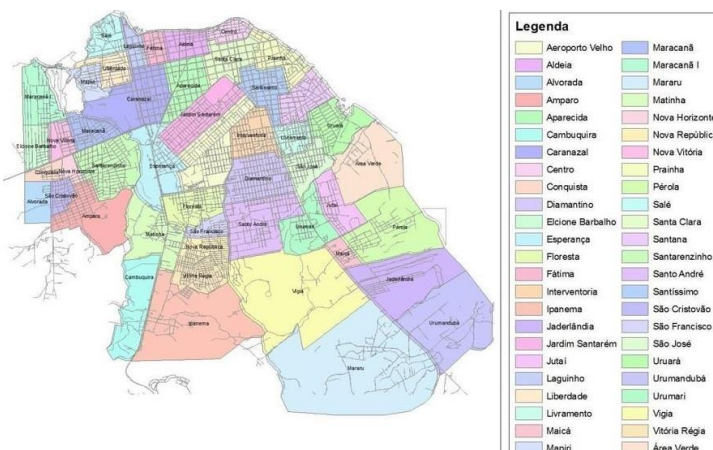 Salé
Laguinho
Fátima
Aldeia
Centro
Liberdade
Mapiri
Santa Clara
Prainha
Maracanã I
Caranazal
Aparecida
Santíssimo
Jardim Santarém
Maracanã
Nova Vitória
Elcione Barbalho
Interventoria
Livramento
Uruará
Conquista
Nova Horizonte
Santarenzinho
Esperança
São José
Área Verde
Diamantino
Alvorada
São Cristovão
Amparo
Floresta
Jutaí
Matinha
São Francisco
Santo André
Urumari
Pérola
Nova República
Maicá
Cambuquira
Vitória Régia
Jaderlândia
Vigia
Ipanema
Urumandubá
Mararu
Legenda
Aeroporto Velho
Aldeia
Alvorada
Amparo
Aparecida
Cambuquira
Caranazal
Centro
Conquista
Diamantino
Elcione Barbalho
Esperança
Floresta
Fátima
Interventoria
Ipanema
Jaderlândia
Jardim Santarém
Jutaí
Laguinho
Liberdade
Livramento
Maicá
Mapiri
Maracanã
Maracanã I
Mararu
Matinha
Nova Horizonte
Nova Repúblic
Nova Vitória
Prainha
Pérola
Salé
Santa Clara
Santana
Santarenzinho
Santo André
Santíssimo
São Cristovão
São Francisco
São José
Uruará
Urumandubá
Urumari
Vigia
Vitória Régia
Área Verde